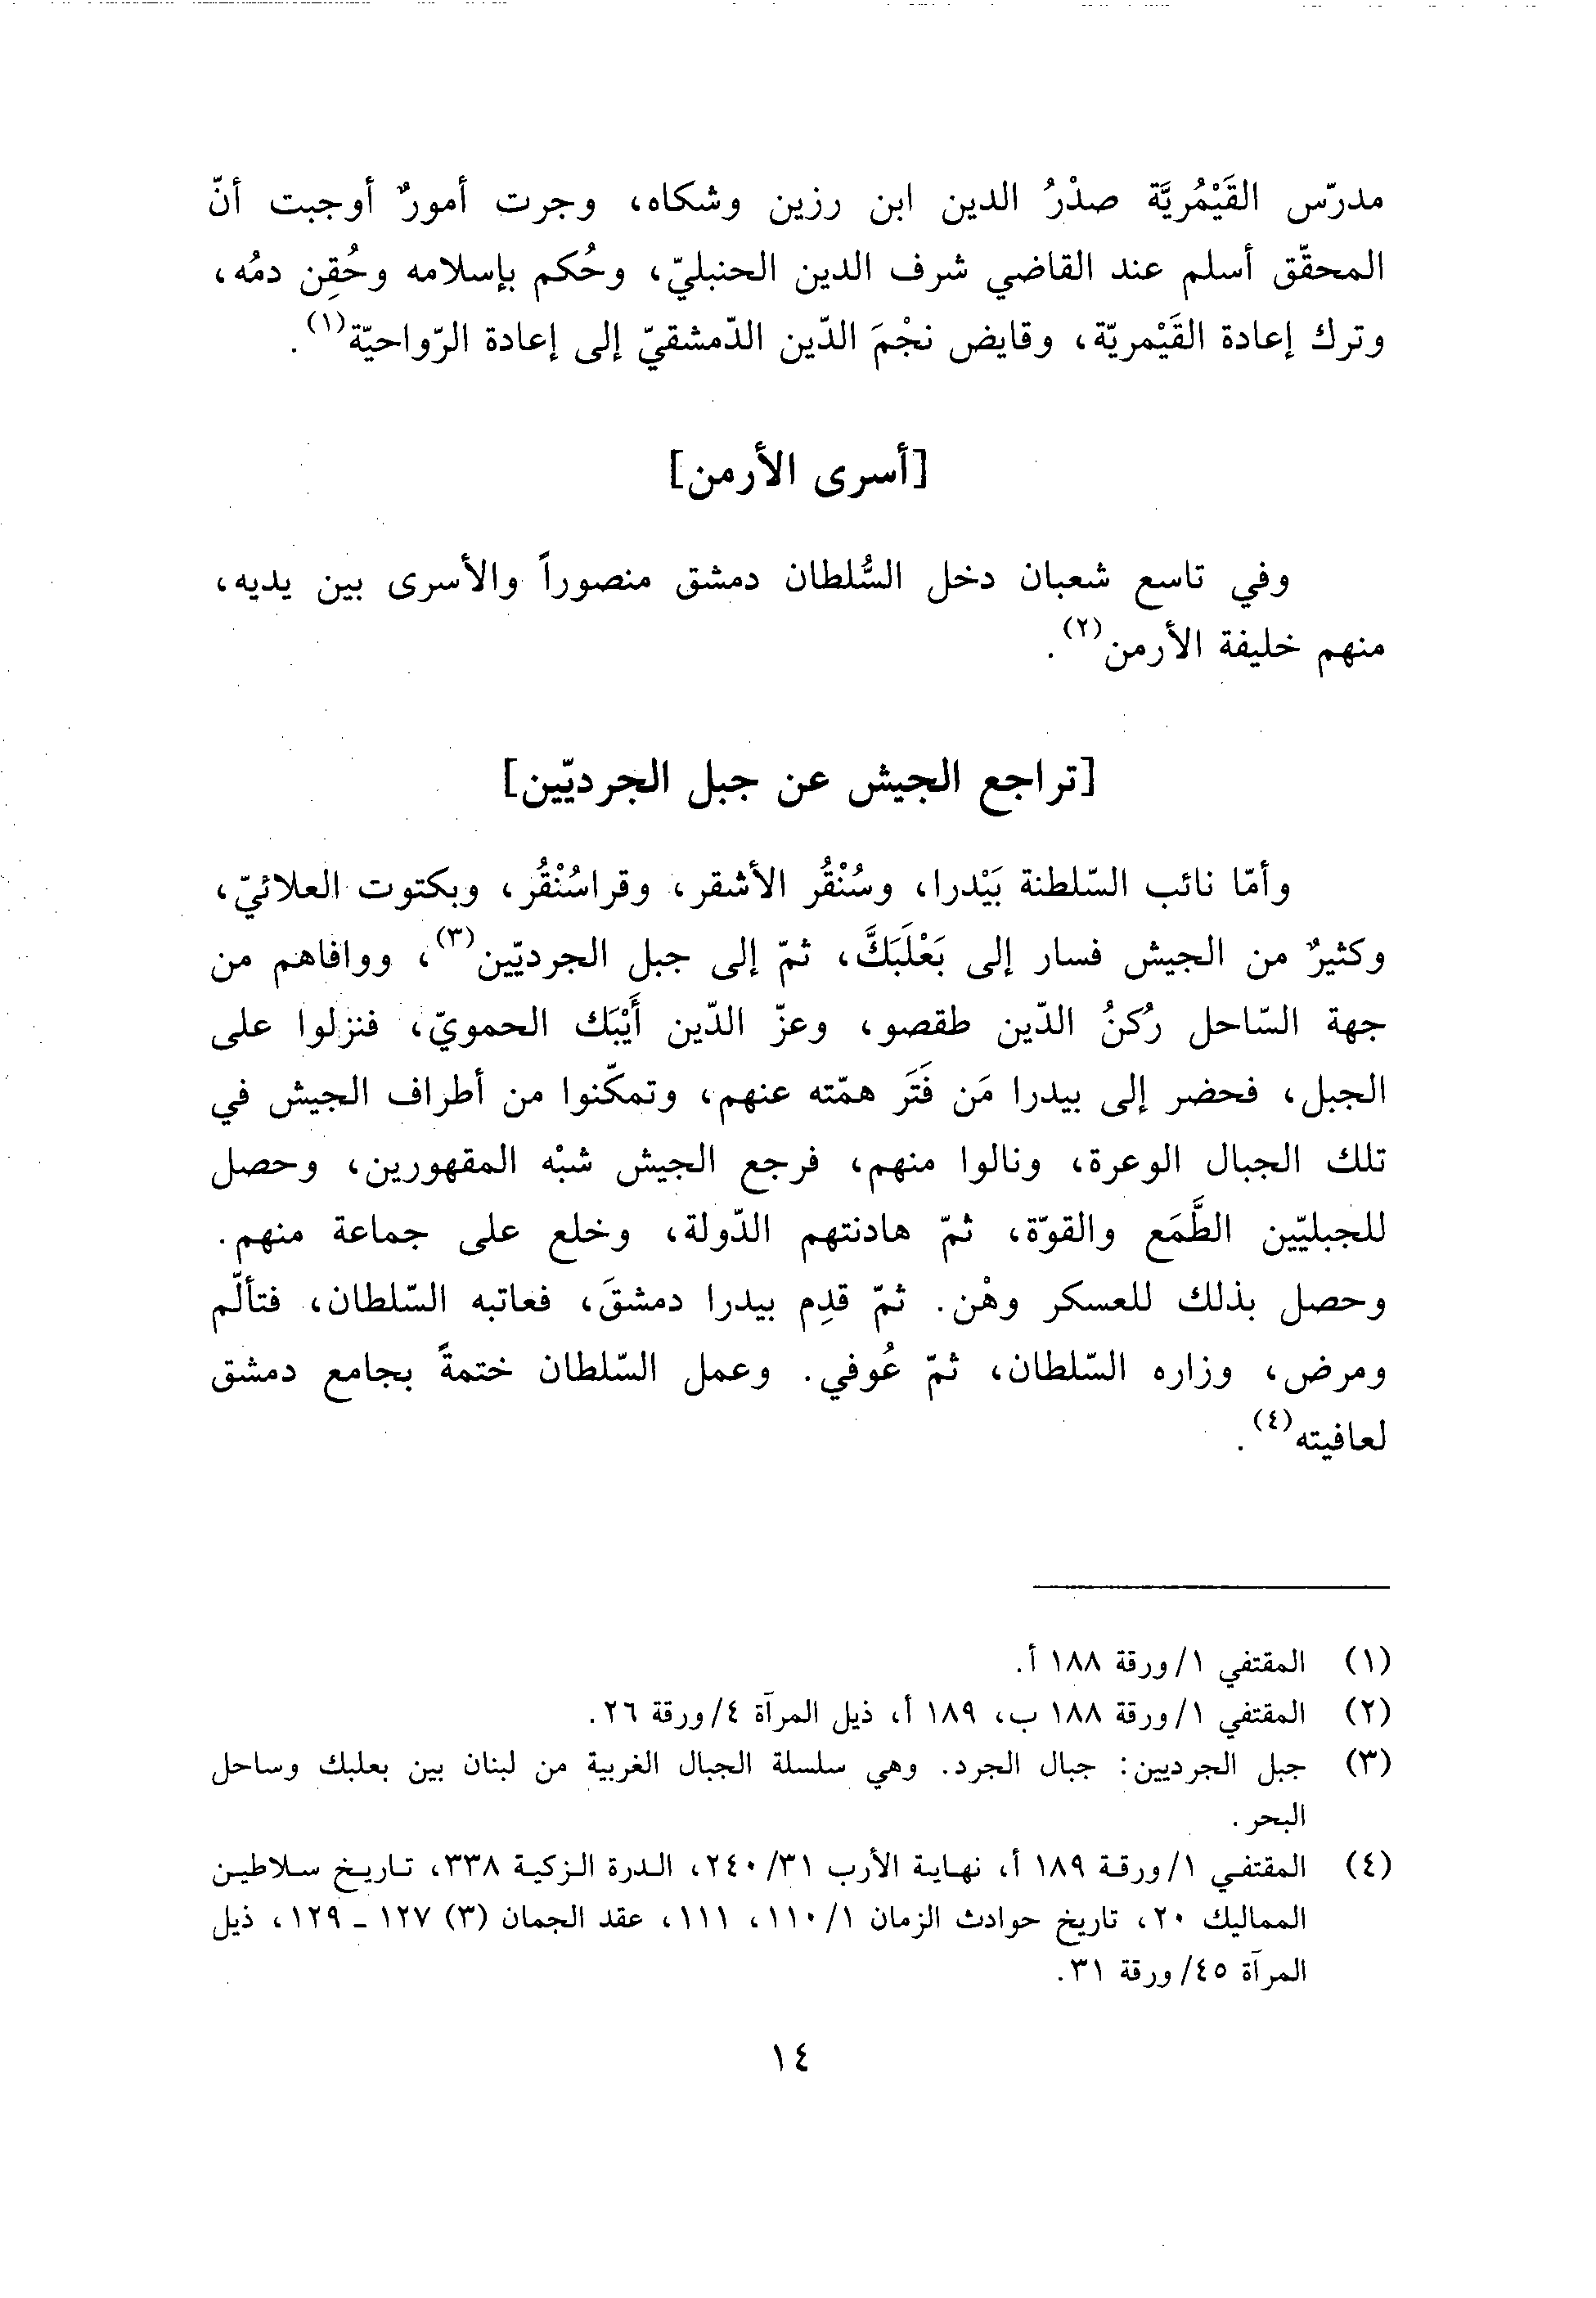 مدرّس القَيْمُريَّة صدْرُ الدين ابن رزين وشكاه، وجرت أمورٌ أوجبت أنّ
المحقّق أسلم عند القاضي شرف الدين الحنبليّ، وحُكم بإسلامه وحُقِن دمُه،
وترك إعادة القَيْمريّة، وقايض نجْمَ الدّين الدّمشقيّ إلى إعادة الرّواحيّة(١).
[أسرى الأرمن]
وفي تاسع شعبان دخل السُّلطان دمشق منصوراً والأسرى بين يديه،
منهم خليفة الأرمن(٢).
[تراجع الجيش عن جبل الجرديّين]
وأمّا نائب السّلطنة بَيْدرا، وسُنْقُر الأشقر، وقراسُنْقُر، وبكتوت العلائيّ،
وكثيرٌ من الجيش فسار إلى بَعْلَبَكَّ، ثمّ إلى جبل الجرديّين(٣)، ووافاهم من
جهة السّاحل رُكنُ الدّين طقصو، وعزّ الدّين أَيْبَك الحمويّ، فنزلوا على
الجبل، فحضر إلى بيدرا مَن فَتَر همّته عنهم، وتمكّنوا من أطراف الجيش في
تلك الجبال الوعرة، ونالوا منهم، فرجع الجيش شبْه المقهورين، وحصل
للجبليّين الطَّمَع والقوّة، ثمّ هادنتهم الدّولة، وخلع على جماعة منهم.
وحصل بذلك للعسكر وهْن. ثمّ قدِم بيدرا دمشقَ، فعاتبه السّلطان، فتألّم
ومرض، وزاره السّلطان، ثمّ عُوفي. وعمل السّلطان ختمةً بجامع دمشق
لعافيته(٤).
(١) المقتفي ١/ورقة ١٨٨ أ.
(٢) المقتفي ١/ورقة ١٨٨ ب، ١٨٩ أ، ذيل المرآة ٤/ورقة ٢٦.
(٣) جبل الجرديين: جبال الجرد. وهي سلسلة الجبال الغربية من لبنان بين بعلبك وساحل
البحر.
(٤) المقتفي ١/ورقة ١٨٩ أ، نهاية الأرب ٢٤٠/٣١، الدرة الزكية ٣٣٨، تاريخ سلاطين
المماليك ٢٠، تاريخ حوادث الزمان ١١٠/١، ١١١، عقد الجمان (٣) ١٢٧ ـ ١٢٩، ذيل
المرآة ٤٥/ورقة ٣١.
١٤